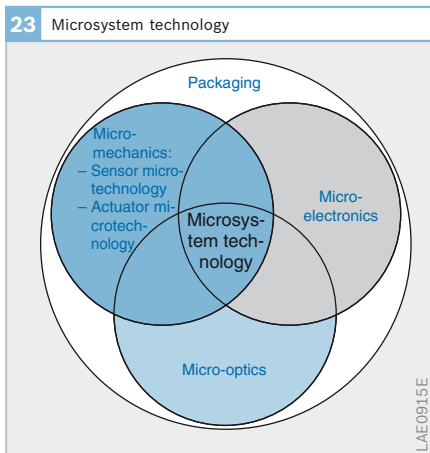 23 Microsystem technology
Packaging
Micro-
mechanics:
– Sensor micro-
technology
– Actuator mi-
crotech-
nology
Micro-
electronics
Microsys-
tem tech-
nology
Micro-optics
LAE0915E